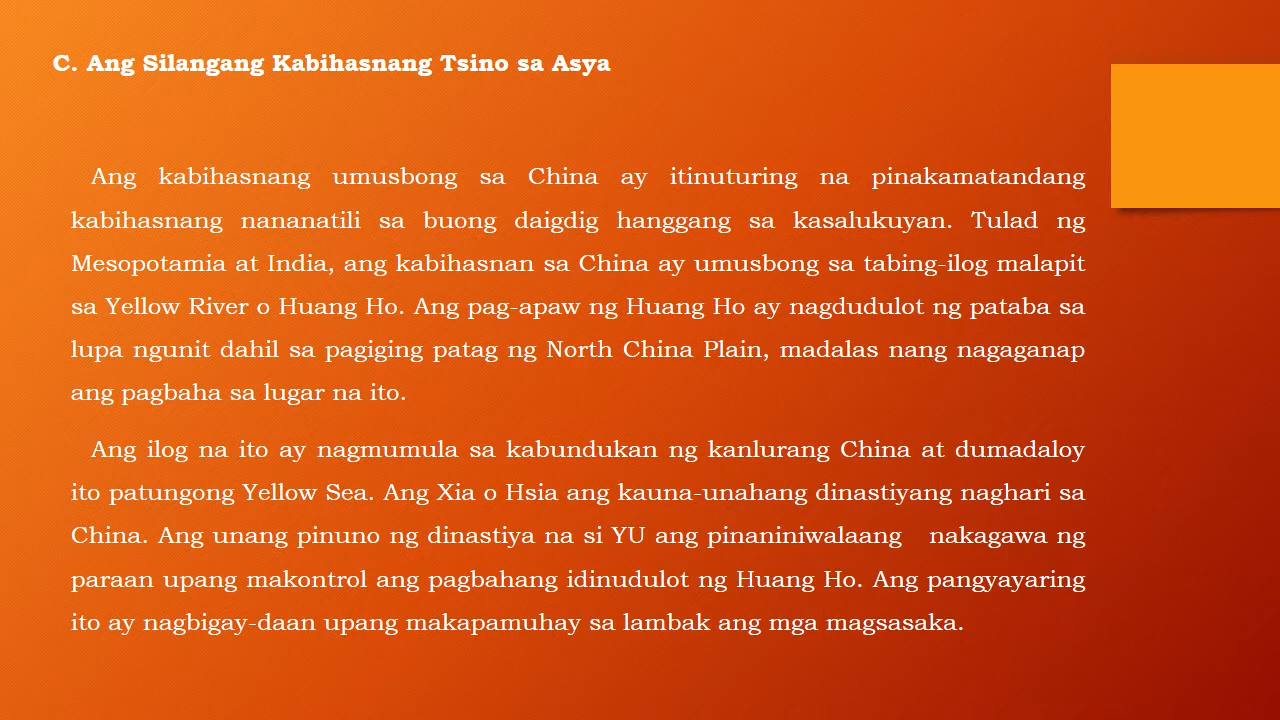 C. Ang Silangang Kabihasnang Tsino sa Asya
Ang kabihasnang umusbong sa China ay itinuturing na pinakamatandang
kabihasnang nananatili sa buong daigdig hanggang sa kasalukuyan. Tulad ng
Mesopotamia at India, ang kabihasnan sa China ay umusbong sa tabing-ilog malapit
sa Yellow River o Huang Ho. Ang pag-apaw ng Huang Ho ay nagdudulot ng pataba sa
lupa ngunit dahil sa pagiging patag ng North China Plain, madalas nang nagaganap
ang pagbaha sa lugar na ito.
Ang ilog na ito ay nagmumula sa kabundukan ng kanlurang China at dumadaloy
ito patungong Yellow Sea. Ang Xia o Hsia ang kauna-unahang dinastiyang naghari sa
China. Ang unang pinuno ng dinastiya na si YU ang pinaniniwalaang nakagawa ng
paraan upang makontrol ang pagbahang idinudulot ng Huang Ho. Ang pangyayaring
ito ay nagbigay-daan upang makapamuhay sa lambak ang mga magsasaka.